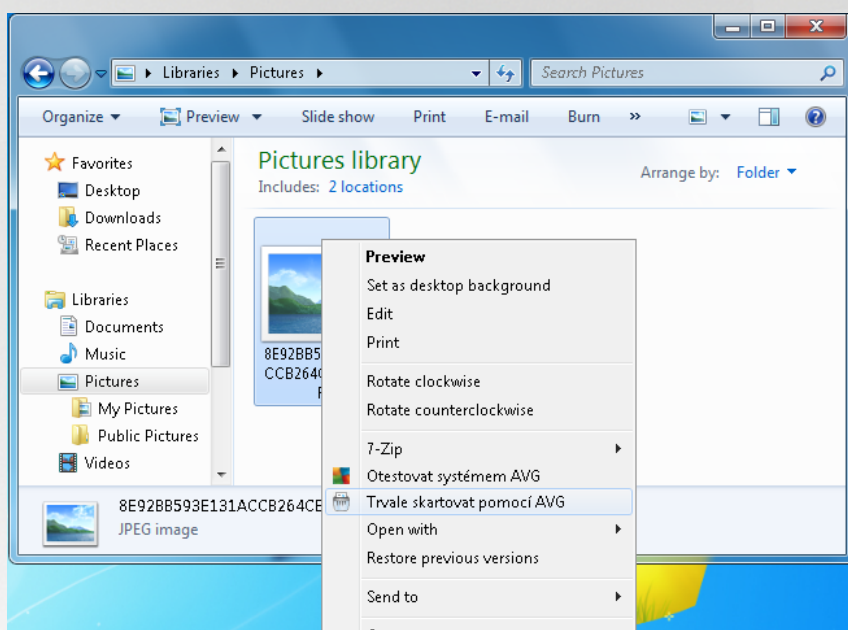 Libraries Pictures
Search Pictures
Organize Preview Slide show Print E-mail Burn »
Favorites
Desktop
Downloads
Recent Places
Libraries
Documents
Music
Pictures
My Pictures
Public Pictures
Videos
Pictures library
Includes: 2 locations
Arrange by: Folder
8E92BB5
CCB264
Preview
Set as desktop background
Edit
Print
Rotate clockwise
Rotate counterclockwise
7-Zip
Otestovat systémem AVG
Trvale skartovat pomocí AVG
Open with
Restore previous versions
Send to
8E92BB593E131ACCB264CE
JPEG image